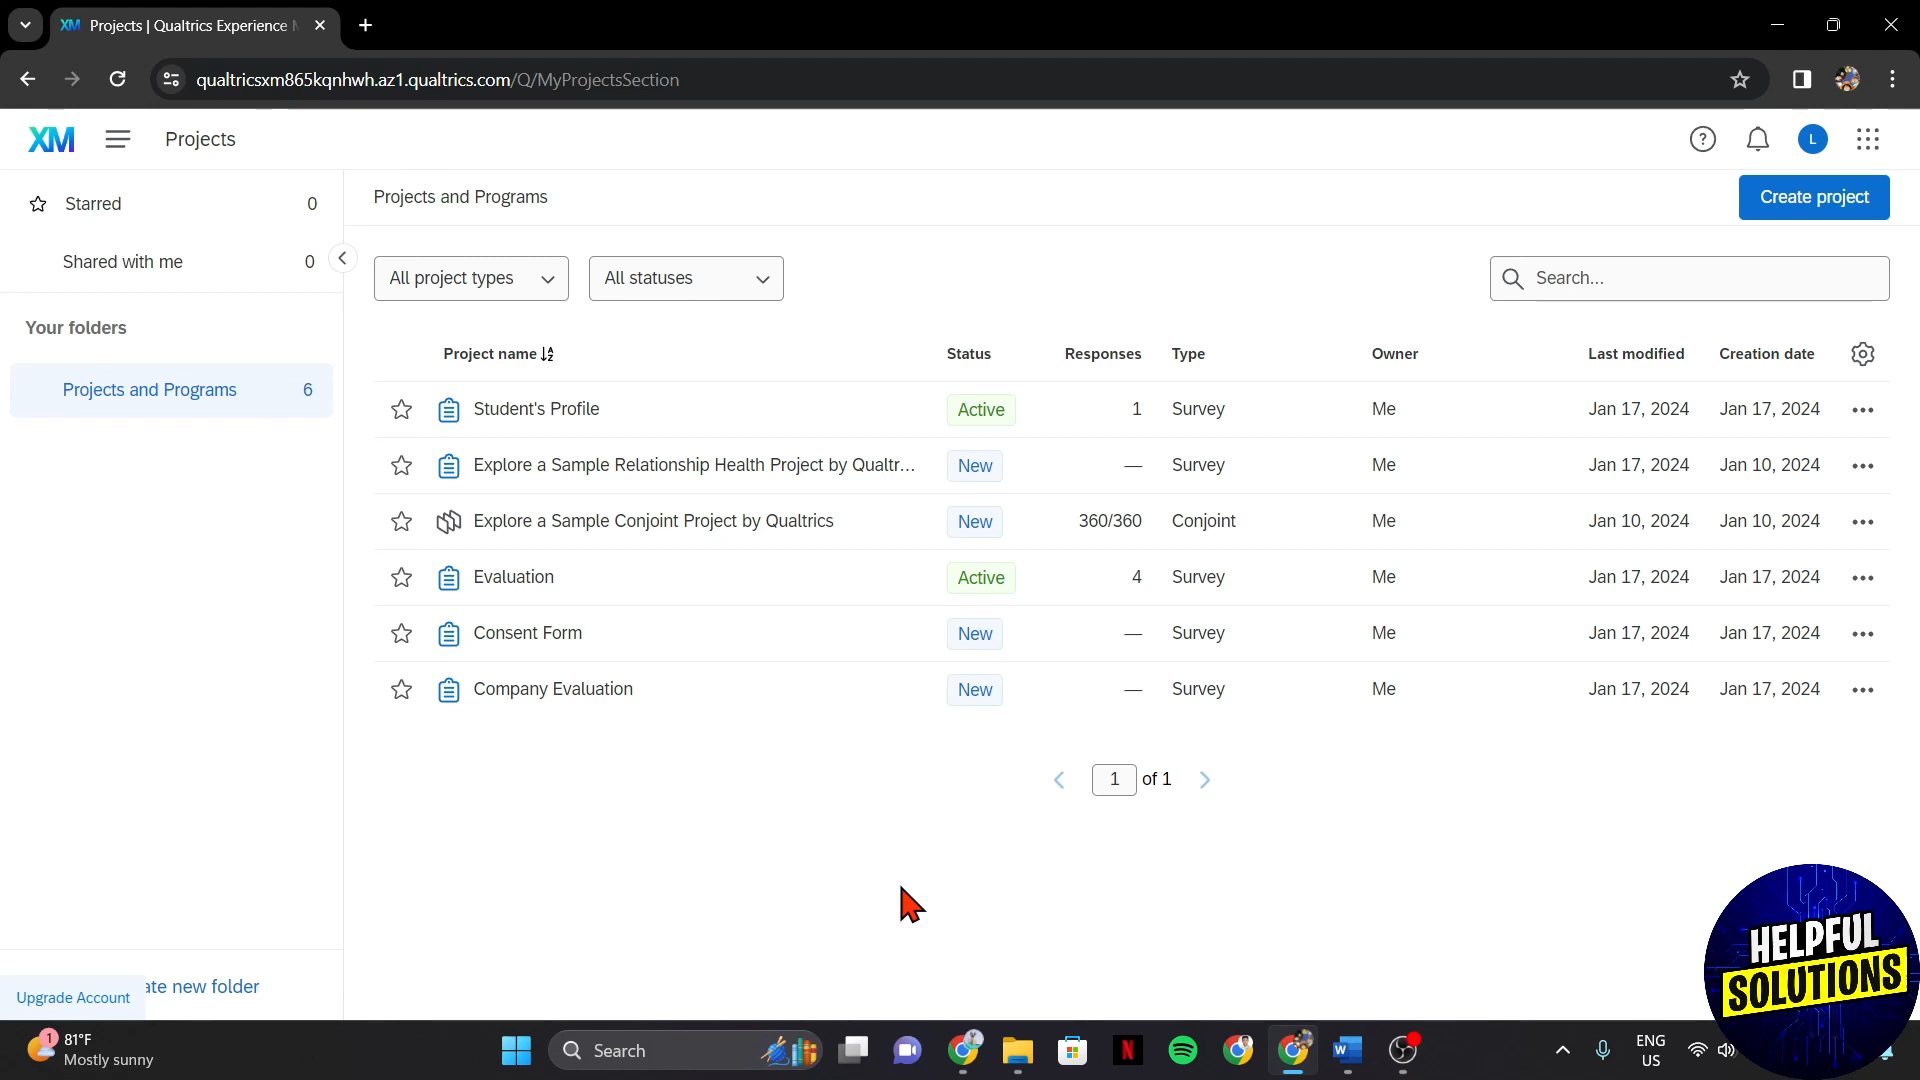 XM Projects | Qualtrics Experience
qualtricsxm865kqnhwh.az1.qualtrics.com/Q/MyProjectsSection
XM Projects L
Starred 0
Shared with me 0
Your folders
Projects and Programs 6
ate new folder
Upgrade Account
Projects and Programs Create project
All project types All statuses Search...
Project name Status Responses Type Owner Last modified Creation date
Student's Profile Active 1 Survey Me Jan 17, 2024 Jan 17, 2024
Explore a Sample Relationship Health Project by Qualtr... New — Survey Me Jan 17, 2024 Jan 10, 2024
Explore a Sample Conjoint Project by Qualtrics New 360/360 Conjoint Me Jan 10, 2024 Jan 10, 2024
Evaluation Active 4 Survey Me Jan 17, 2024 Jan 17, 2024
Consent Form New — Survey Me Jan 17, 2024 Jan 17, 2024
Company Evaluation New — Survey Me Jan 17, 2024 Jan 17, 2024
1 of 1
HELPFUL
SOLUTIONS
1 81°F
Mostly sunny
Search
N
W
ENG
US